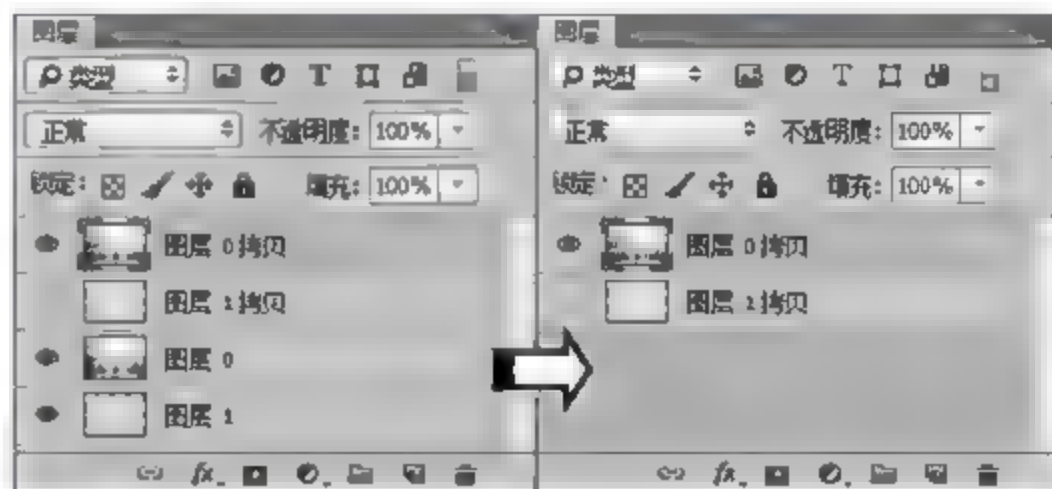 图层
类型 T
正常 不透明度: 100%
锁定: 填充: 100%
图层 0 拷贝
图层 1 拷贝
图层 0
图层 1
fx.
图层
类型 T
正常 不透明度: 100%
锁定: 填充: 100%
图层 0 拷贝
图层 1 拷贝
fx.